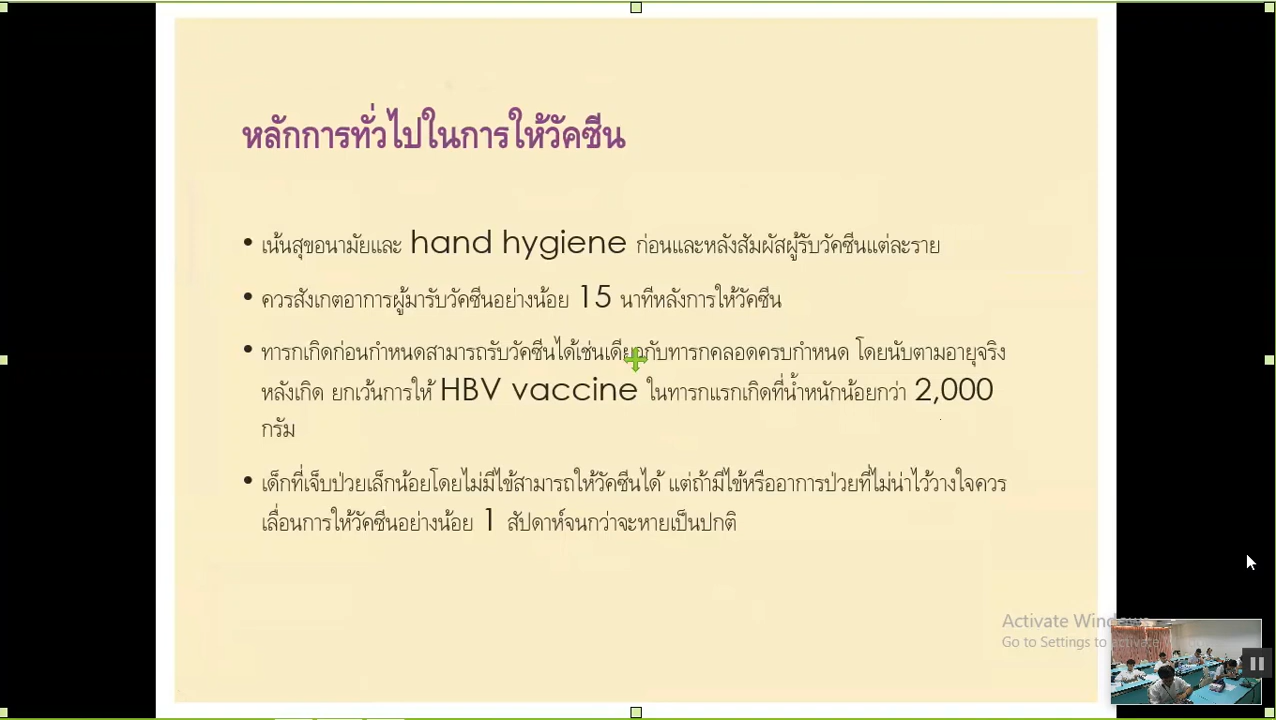 หลักการทั่วไปในการให้วัคซีน
• เน้นสุขอนามัยและ hand hygiene ก่อนและหลังสัมผัสผู้รับวัคซีนแต่ละราย
• ควรสังเกตอาการผู้มารับวัคซีนอย่างน้อย 15 นาทีหลังการให้วัคซีน
• ทารกเกิดก่อนกำหนดสามารถรับวัคซีนได้เช่นเดียวกับทารกคลอดครบกำหนด โดยนับตามอายุจริง
หลังเกิด ยกเว้นการให้ HBV vaccine ในทารกแรกเกิดที่น้ำหนักน้อยกว่า 2,000
กรัม
• เด็กที่เจ็บป่วยเล็กน้อยโดยไม่มีไข้สามารถให้วัคซีนได้ แต่ถ้ามีไข้หรืออาการป่วยที่ไม่น่าไว้วางใจควร
เลื่อนการให้วัคซีนอย่างน้อย 1 สัปดาห์จนกว่าจะหายเป็นปกติ
Activate Windows
Go to Settings to activate